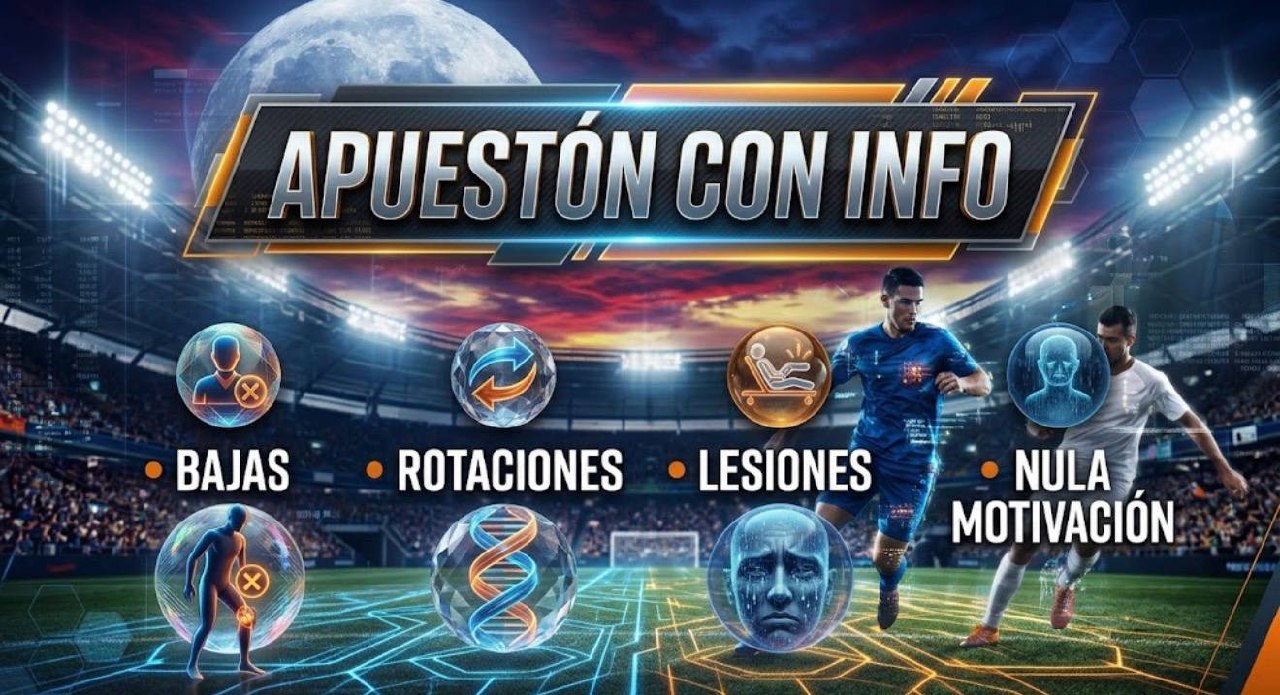 APUESTÓN CON INFO
• BAJAS
• ROTACIONES
• LESIONES
• NULA
MOTIVACIÓN